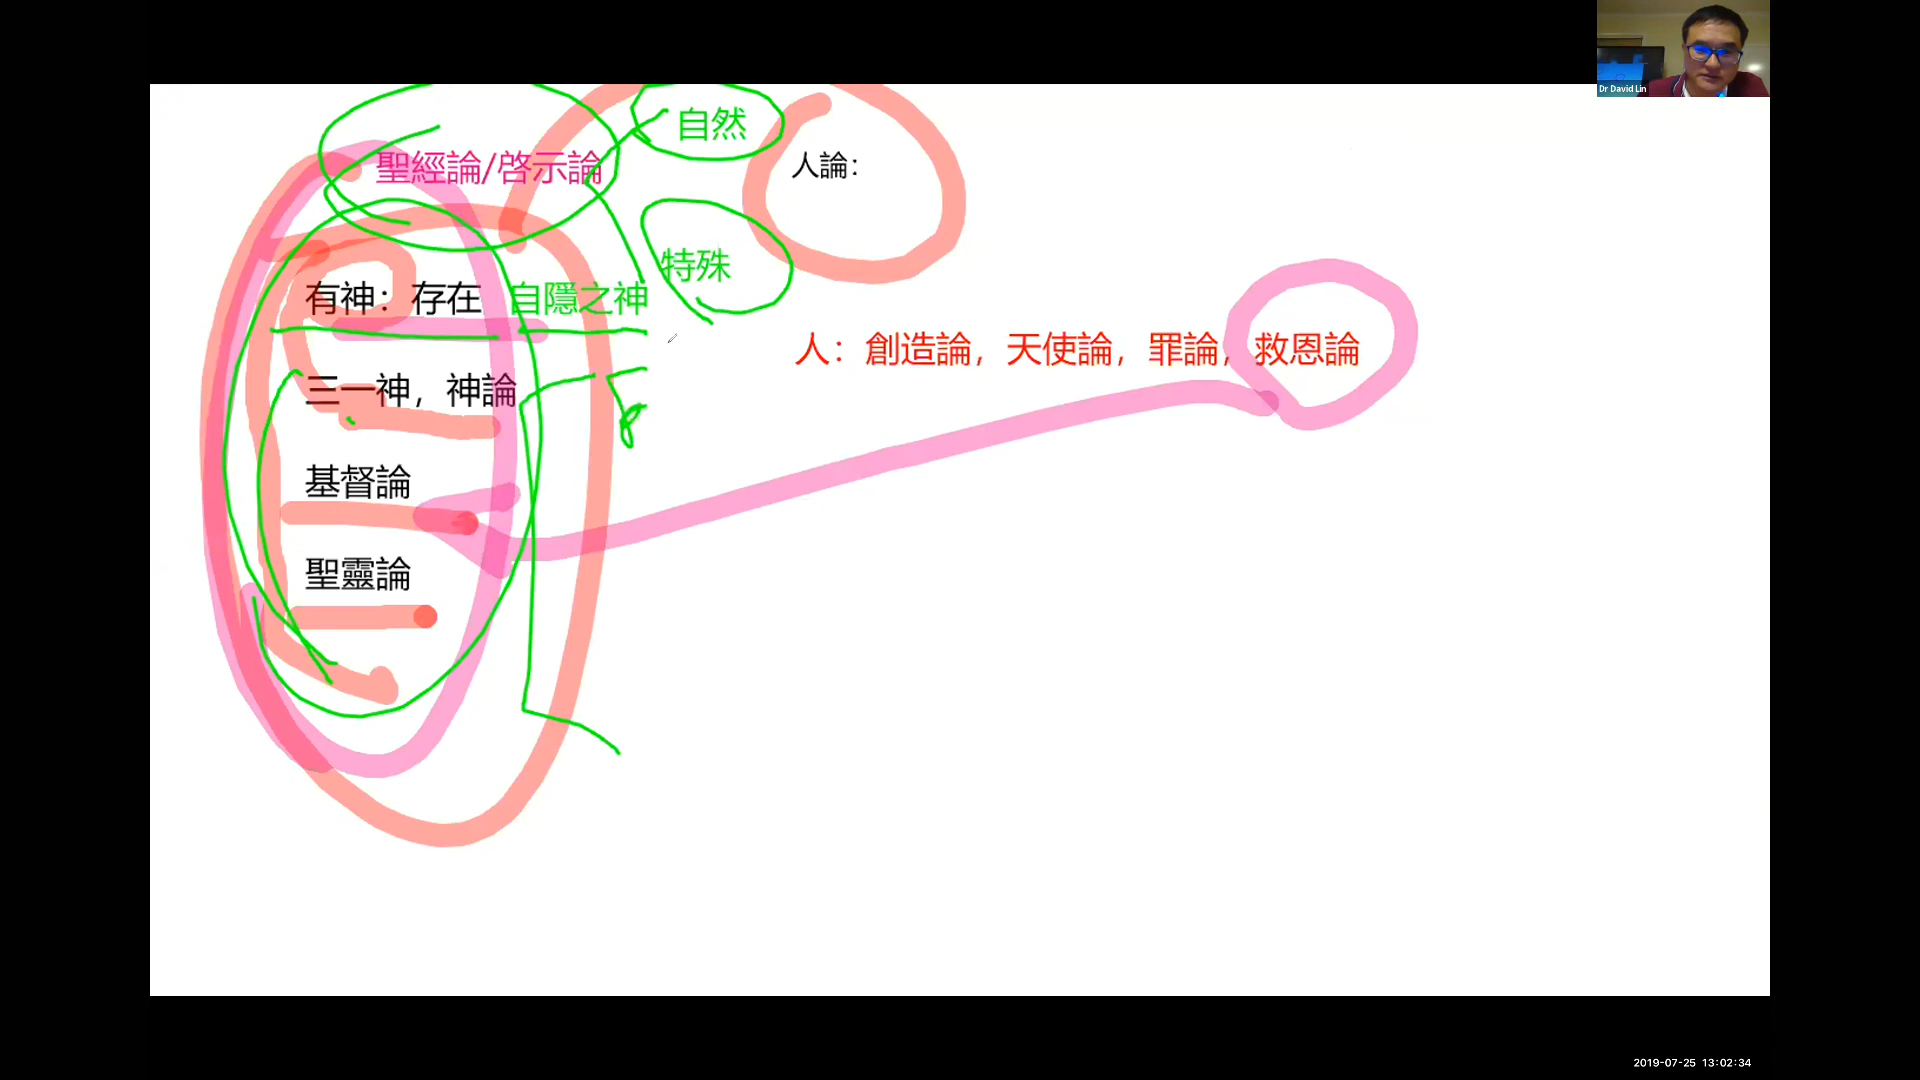 Dr David Lin
自然
聖經論/啓示論
人論：
特殊
有神：存在 自隱之神
人：創造論，天使論，罪論，救恩論
三一神，神論
基督論
聖靈論
2019-07-25 13:02:34